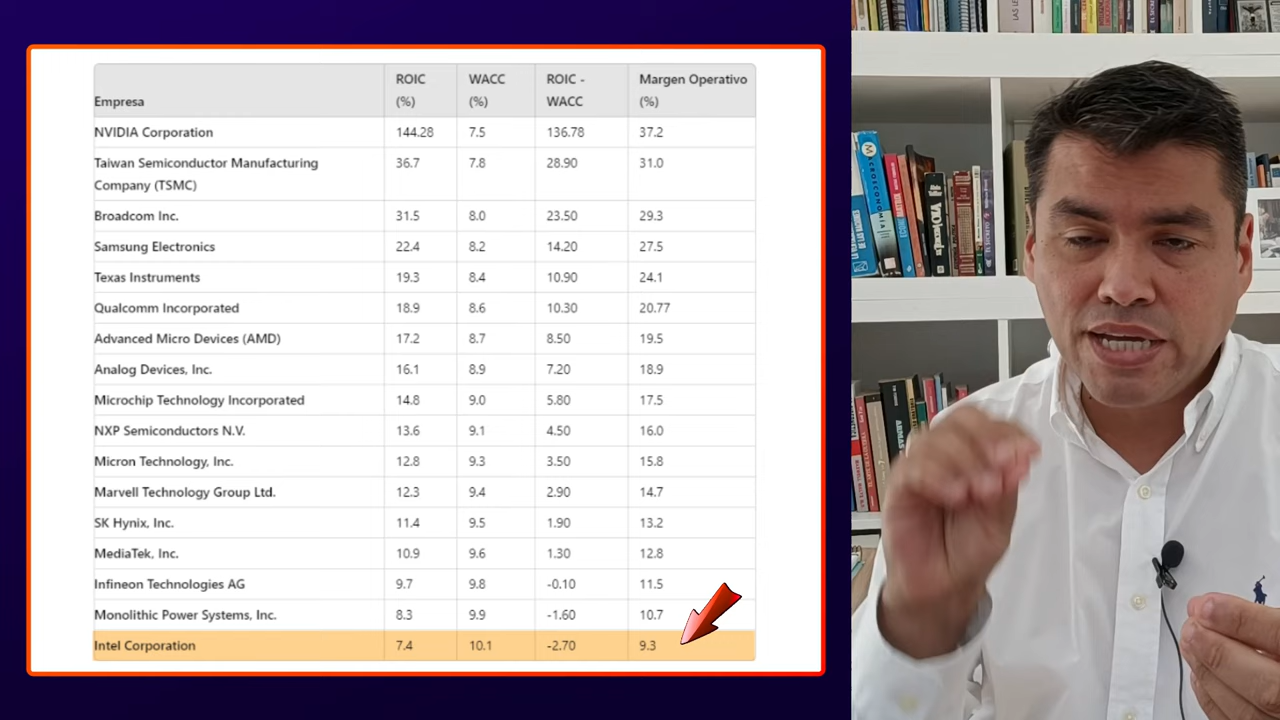 Empresa ROIC (%) WACC (%) ROIC - WACC Margen Operativo (%)
NVIDIA Corporation 144.28 7.5 136.78 37.2
Taiwan Semiconductor Manufacturing Company (TSMC) 36.7 7.8 28.90 31.0
Broadcom Inc. 31.5 8.0 23.50 29.3
Samsung Electronics 22.4 8.2 14.20 27.5
Texas Instruments 19.3 8.4 10.90 24.1
Qualcomm Incorporated 18.9 8.6 10.30 20.77
Advanced Micro Devices (AMD) 17.2 8.7 8.50 19.5
Analog Devices, Inc. 16.1 8.9 7.20 18.9
Microchip Technology Incorporated 14.8 9.0 5.80 17.5
NXP Semiconductors N.V. 13.6 9.1 4.50 16.0
Micron Technology, Inc. 12.8 9.3 3.50 15.8
Marvell Technology Group Ltd. 12.3 9.4 2.90 14.7
SK Hynix, Inc. 11.4 9.5 1.90 13.2
MediaTek, Inc. 10.9 9.6 1.30 12.8
Infineon Technologies AG 9.7 9.8 -0.10 11.5
Monolithic Power Systems, Inc. 8.3 9.9 -1.60 10.7
Intel Corporation 7.4 10.1 -2.70 9.3
MACROECONOMÍA